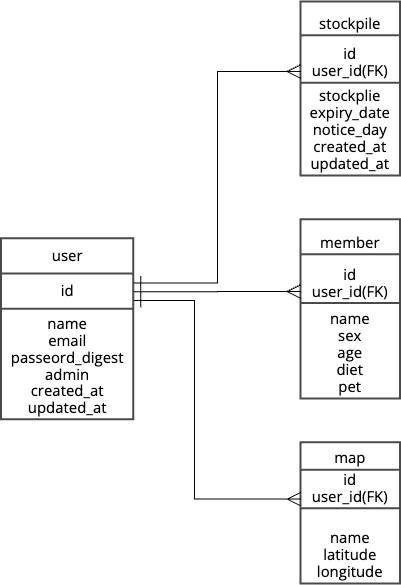 stockpile
id
user_id(FK)
stockplie
expiry_date
notice_day
created_at
updated_at
user
id
name
email
passeord_digest
admin
created_at
updated_at
member
id
user_id(FK)
name
sex
age
diet
pet
map
id
user_id(FK)
name
latitude
longitude